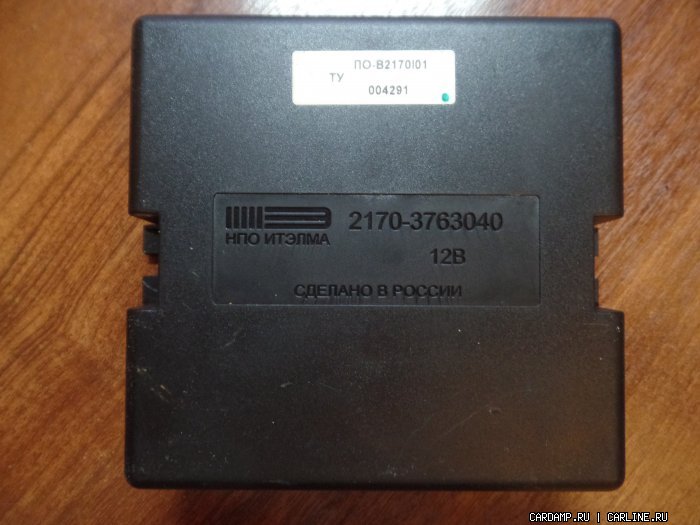 ПО-В2170I01
ТУ
004291
НПО ИТЭЛМА
2170-3763040
12В
СДЕЛАНО В РОССИИ
CARDAMP.RU | CARLINE.RU